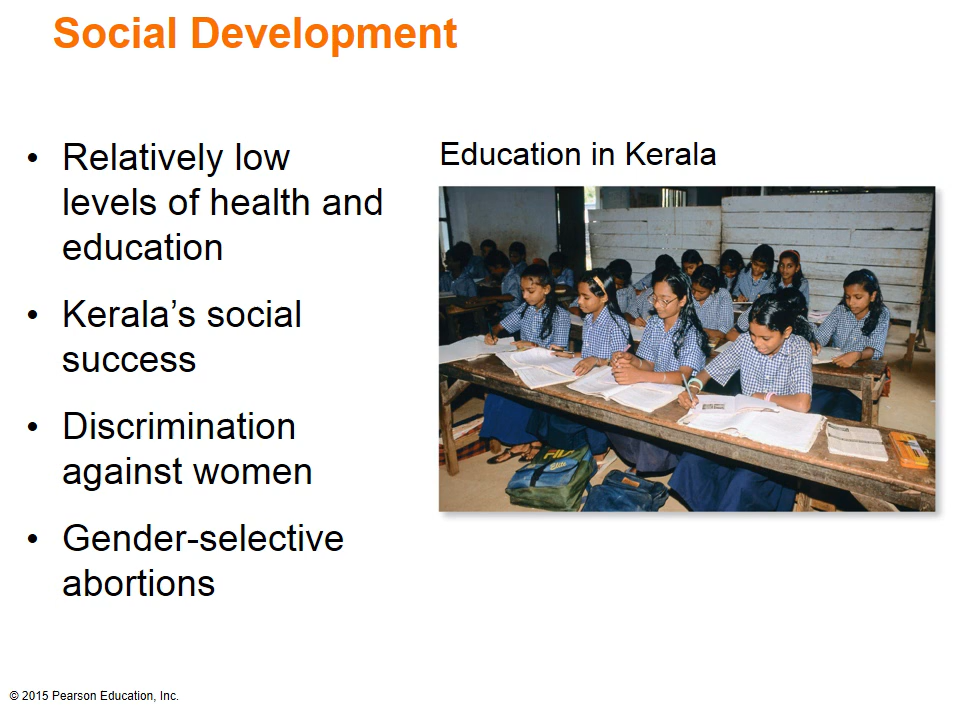 Social Development
• Relatively low
levels of health and
education
• Kerala’s social
success
• Discrimination
against women
• Gender-selective
abortions
Education in Kerala
FILA
© 2015 Pearson Education, Inc.